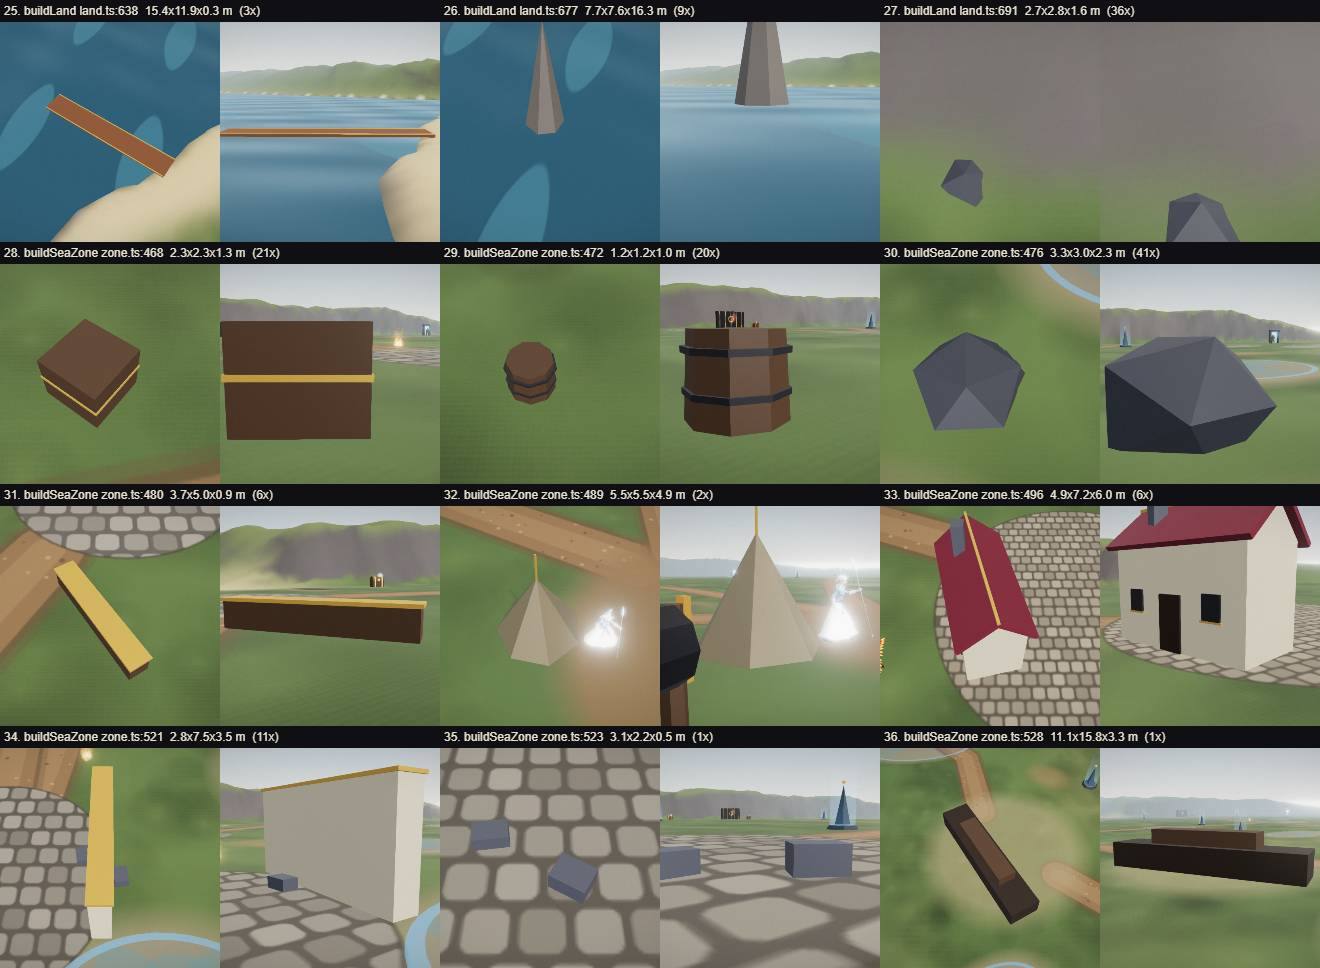 25. buildLand land.ts:638 15.4x11.9x0.3 m (3x)
26. buildLand land.ts:677 7.7x7.6x16.3 m (9x)
27. buildLand land.ts:691 2.7x2.8x1.6 m (36x)
28. buildSeaZone zone.ts:468 2.3x2.3x1.3 m (21x)
29. buildSeaZone zone.ts:472 1.2x1.2x1.0 m (20x)
30. buildSeaZone zone.ts:476 3.3x3.0x2.3 m (41x)
31. buildSeaZone zone.ts:480 3.7x5.0x0.9 m (6x)
32. buildSeaZone zone.ts:489 5.5x5.5x4.9 m (2x)
33. buildSeaZone zone.ts:496 4.9x7.2x6.0 m (6x)
34. buildSeaZone zone.ts:521 2.8x7.5x3.5 m (11x)
35. buildSeaZone zone.ts:523 3.1x2.2x0.5 m (1x)
36. buildSeaZone zone.ts:528 11.1x15.8x3.3 m (1x)